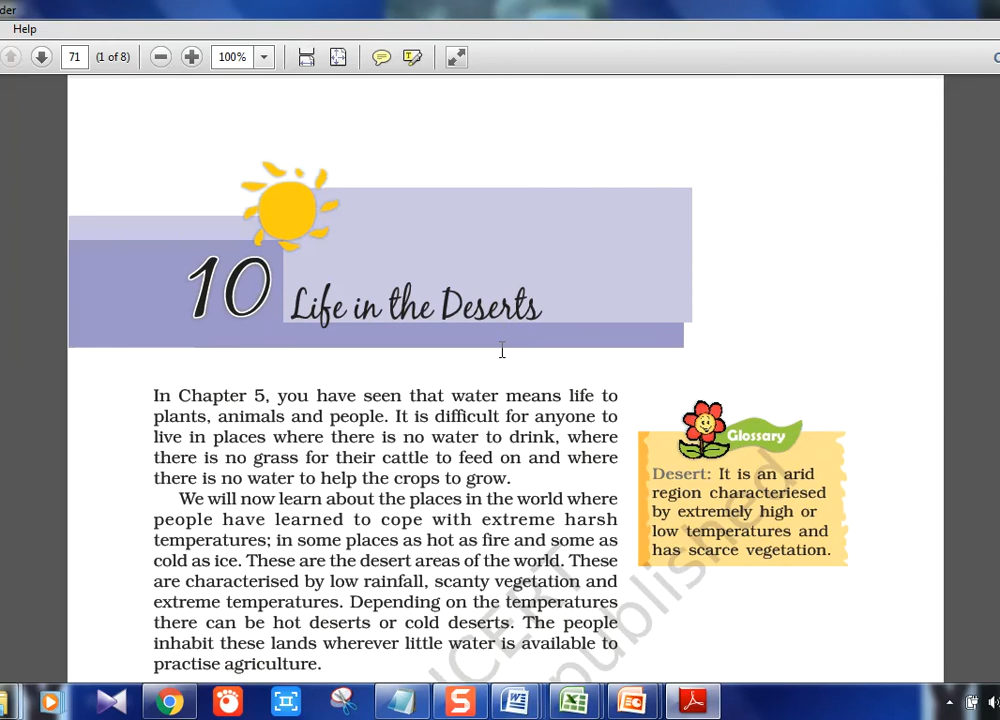 der
Help
71 (1 of 8) 100%
10 Life in the Deserts
In Chapter 5, you have seen that water means life to
plants, animals and people. It is difficult for anyone to
live in places where there is no water to drink, where
there is no grass for their cattle to feed on and where
there is no water to help the crops to grow.
We will now learn about the places in the world where
people have learned to cope with extreme harsh
temperatures; in some places as hot as fire and some as
cold as ice. These are the desert areas of the world. These
are characterised by low rainfall, scanty vegetation and
extreme temperatures. Depending on the temperatures
there can be hot deserts or cold deserts. The people
inhabit these lands wherever little water is available to
practise agriculture.
Glossary
Desert: It is an arid
region characteriesed
by extremely high or
low temperatures and
has scarce vegetation.
NCERT
published